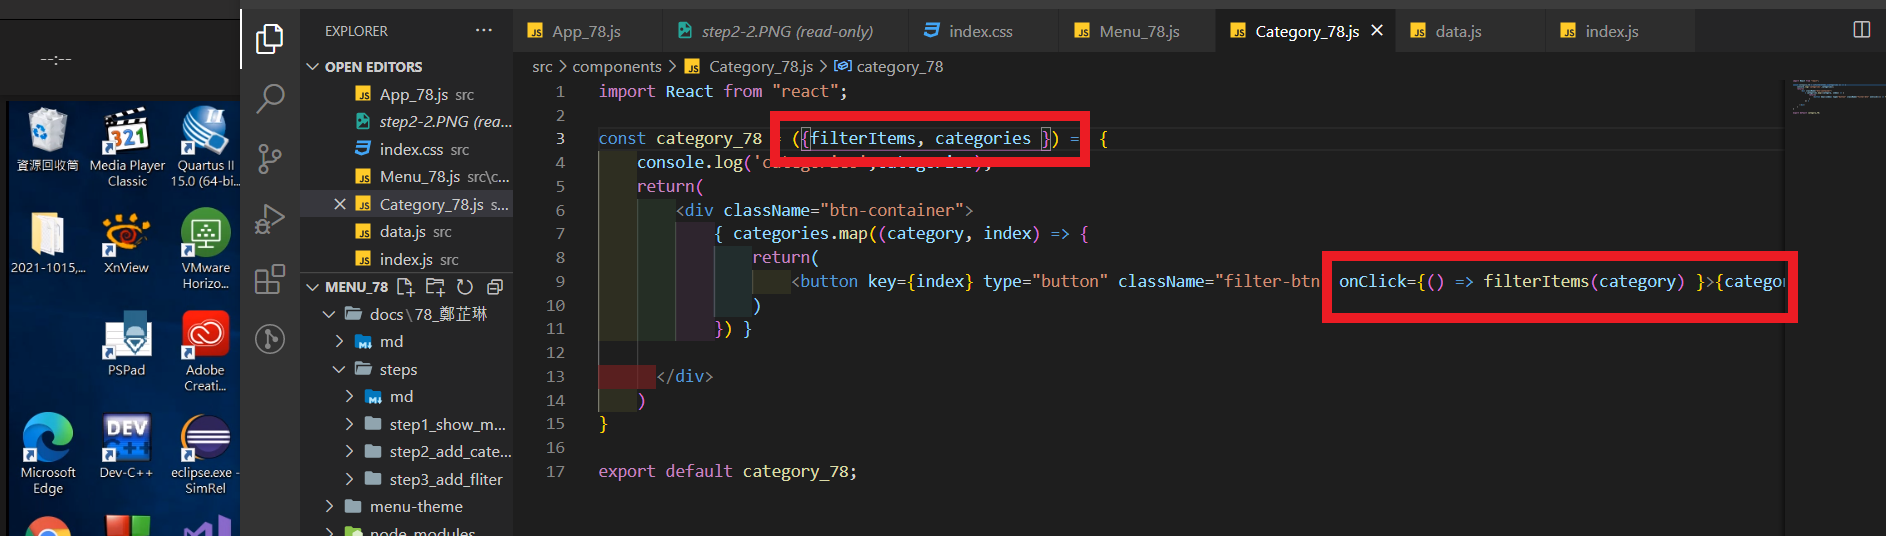 --:--
資源回收筒
Media Player Classic
Quartus II 15.0 (64-bi...
2021-1015,...
XnView
VMware Horizo...
PSPad
Adobe Creati...
Microsoft Edge
Dev-C++
eclipse.exe - SimRel
EXPLORER ...
OPEN EDITORS
App_78.js src
step2-2.PNG (rea...
index.css src
Menu_78.js src\c...
Category_78.js s...
data.js src
index.js src
MENU_78
docs\78_鄭芷琳
md
steps
md
step1_show_m...
step2_add_cate...
step3_add_fliter
menu-theme
node_modules
App_78.js
step2-2.PNG (read-only)
index.css
Menu_78.js
Category_78.js
data.js
index.js
src > components > Category_78.js > category_78
1 import React from "react";
2
3 const category_78 = ({filterItems, categories }) = {
4 console.log('categories',categories);
5 return(
6 <div className="btn-container">
7 { categories.map((category, index) => {
8 return(
9 <button key={index} type="button" className="filter-btn onClick={() => filterItems(category) }>{catego
10 )
11 }) }
12
13 </div>
14 )
15 }
16
17 export default category_78;